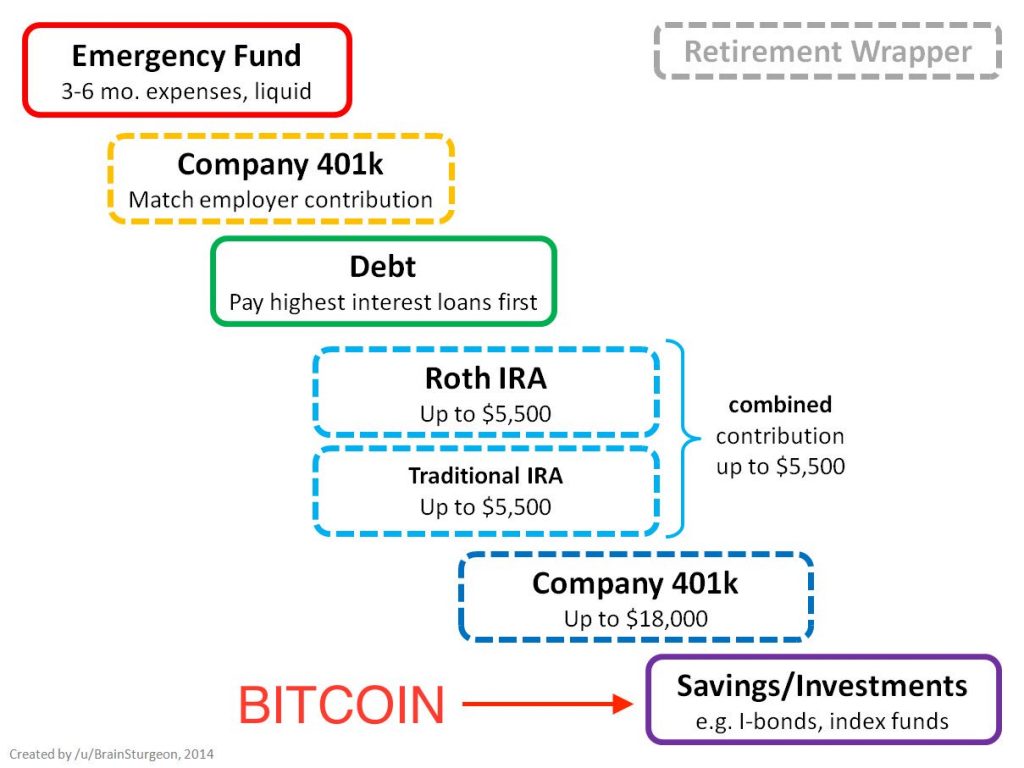 Emergency Fund
3-6 mo. expenses, liquid
Retirement Wrapper
Company 401k
Match employer contribution
Debt
Pay highest interest loans first
Roth IRA
Up to $5,500
Traditional IRA
Up to $5,500
combined
contribution
up to $5,500
Company 401k
Up to $18,000
BITCOIN
Savings/Investments
e.g. I-bonds, index funds
Created by /u/BrainSturgeon, 2014